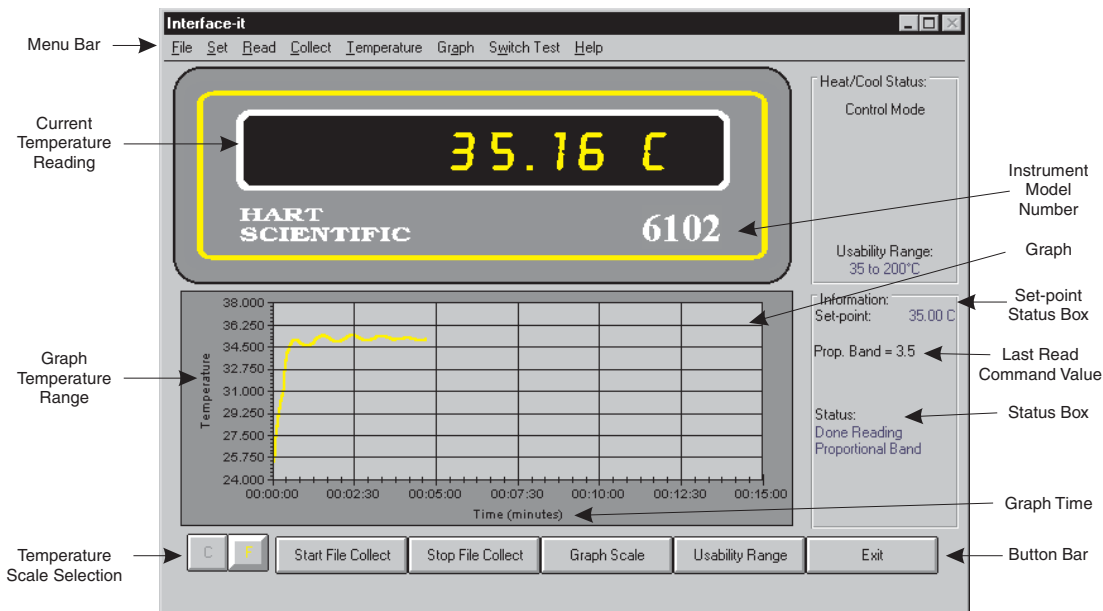 Interface-it
Menu Bar
File Set Read Collect Temperature Graph Switch Test Help
Heat/Cool Status:
Control Mode
Current
Temperature
Reading
35.16 C
HART
SCIENTIFIC
6102
Instrument
Model
Number
Usability Range:
35 to 200°C
Graph
Information:
Set-point: 35.00 C
Set-point
Status Box
Prop. Band = 3.5
Last Read
Command Value
Status:
Done Reading
Proportional Band
Status Box
Graph
Temperature
Range
Temperature
38.000
36.250
34.500
32.750
31.000
29.250
27.500
25.750
24.000
00:00:00 00:02:30 00:05:00 00:07:30 00:10:00 00:12:30 00:15:00
Time (minutes)
Graph Time
Temperature
Scale Selection
C F Start File Collect Stop File Collect Graph Scale Usability Range Exit
Button Bar